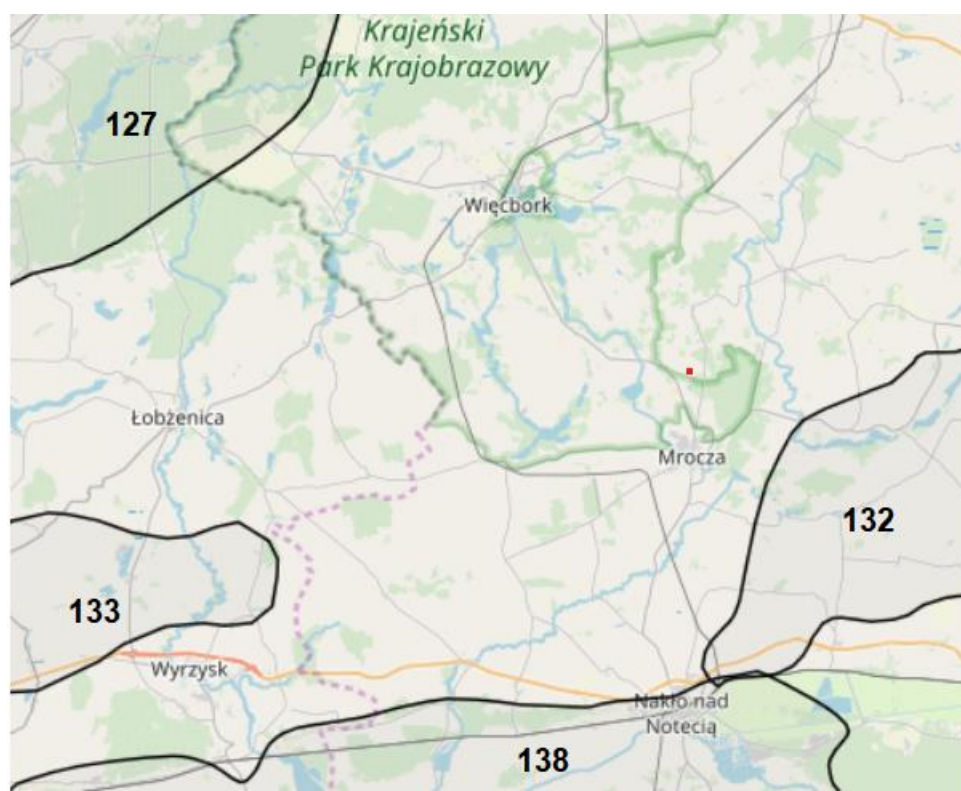 Krajeński
Park Krajobrazowy
127
Więcbork
Łobżenica
Mrocza
132
133
Wyrzysk
Nakło nad
Notecią
138